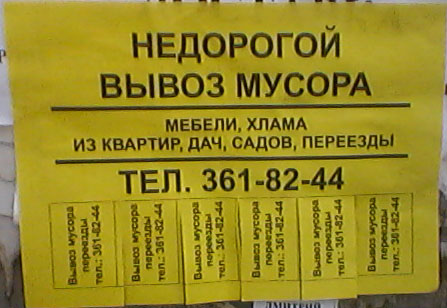 НЕДОРОГОЙ
ВЫВОЗ МУСОРА
МЕБЕЛИ, ХЛАМА
ИЗ КВАРТИР, ДАЧ, САДОВ, ПЕРЕЕЗДЫ
ТЕЛ. 361-82-44
Вывоз мусора
переезды
тел.: 361-82-44
Вывоз мусора
переезды
тел.: 361-82-44
Вывоз мусора
переезды
тел.: 361-82-44
Вывоз мусора
переезды
тел.: 361-82-44
Вывоз мусора
переезды
тел.: 361-82-44
Вывоз мусора
переезды
тел.: 361-82-44